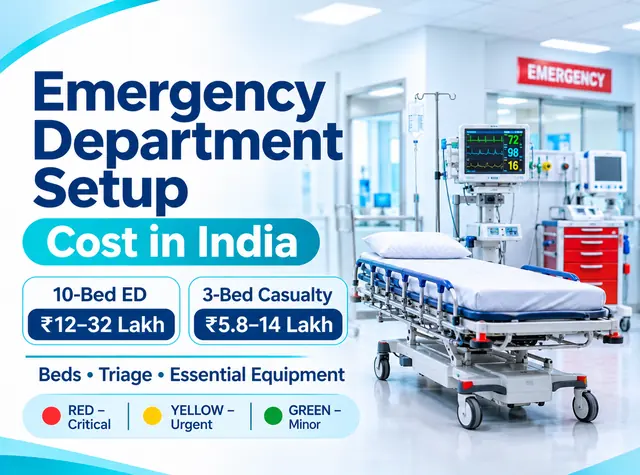 Emergency
Department
Setup
Cost in India
10-Bed ED
₹12–32 Lakh
3-Bed Casualty
₹5.8–14 Lakh
Beds • Triage • Essential Equipment
RED –
Critical
YELLOW –
Urgent
GREEN –
Minor
EMERGENCY
72
98
16